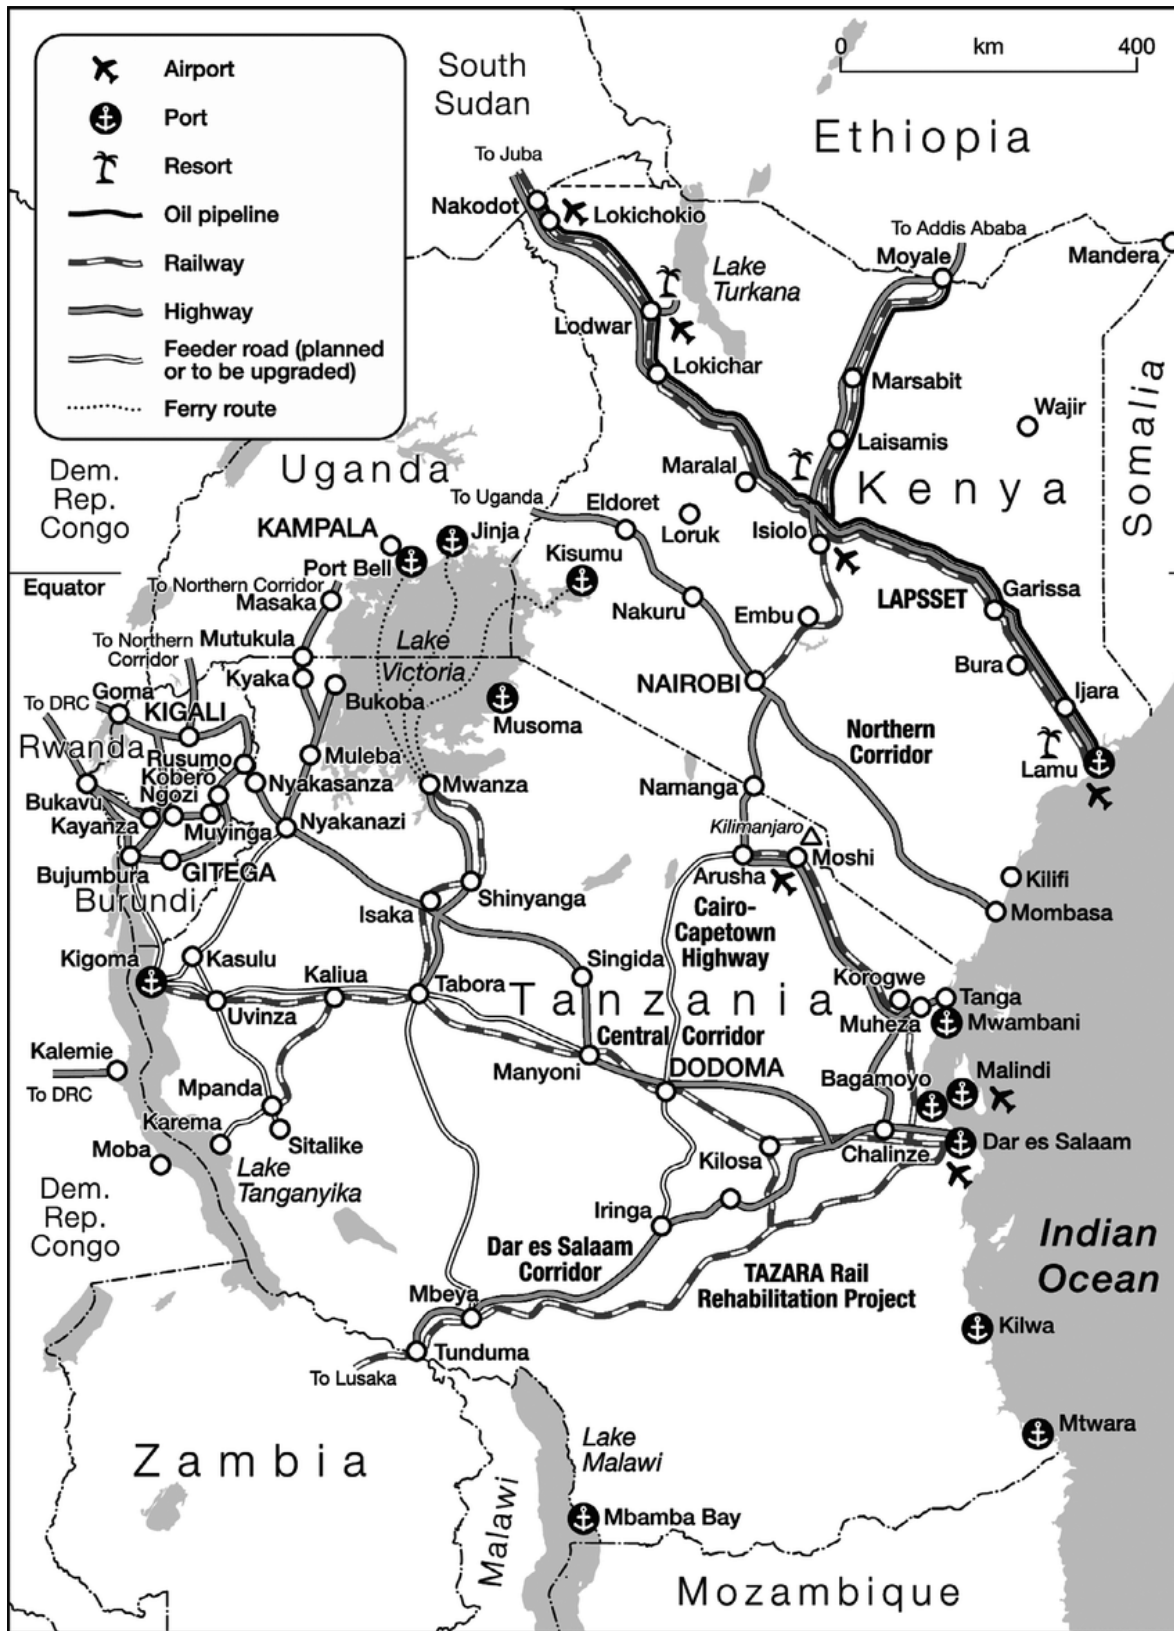 Airport
Port
Resort
Oil pipeline
Railway
Highway
Feeder road (planned
or to be upgraded)
Ferry route
0 km 400
South
Sudan
Ethiopia
To Juba
Nakodot
Lokichokio
To Addis Ababa
Moyale
Mandera
Lake
Turkana
Lodwar
Lokichar
Marsabit
Wajir
Somalia
Laisamis
Maralal
Kenya
Dem.
Rep.
Congo
Uganda
To Uganda
Eldoret
Loruk
Isiolo
KAMPALA
Jinja
Port Bell
Kisumu
Equator
To Northern Corridor
Masaka
LAPSSET
Garissa
Nakuru
Embu
To Northern
Corridor
Mutukula
Lake
Victoria
Kyaka
Bukoba
Musoma
NAIROBI
Bura
Ijara
To DRC
Goma
KIGALI
Northern
Corridor
Lamu
Rwanda
Rusumo
Kobero
Ngozi
Muleba
Nyakasanza
Mwanza
Namanga
Bukavu
Kayanza
Muyinga
Nyakanazi
Kilimanjaro
Moshi
Arusha
Bujumbura
GITEGA
Burundi
Kilifi
Mombasa
Isaka
Shinyanga
Cairo-
Capetown
Highway
Kigoma
Kasulu
Kaliua
Tabora
Singida
Korogwe
Tanga
Tanzania
Uvinza
Muheza
Mwambani
Central Corridor
Kalemie
To DRC
Manyoni
DODOMA
Bagamoyo
Malindi
Mpanda
Karema
Sitalike
Moba
Kilosa
Chalinze
Dar es Salaam
Lake
Tanganyika
Dem.
Rep.
Congo
Iringa
Dar es Salaam
Corridor
Indian
Ocean
TAZARA Rail
Rehabilitation Project
Mbeya
Tunduma
To Lusaka
Kilwa
Mtwara
Zambia
Lake
Malawi
Malawi
Mbamba Bay
Mozambique